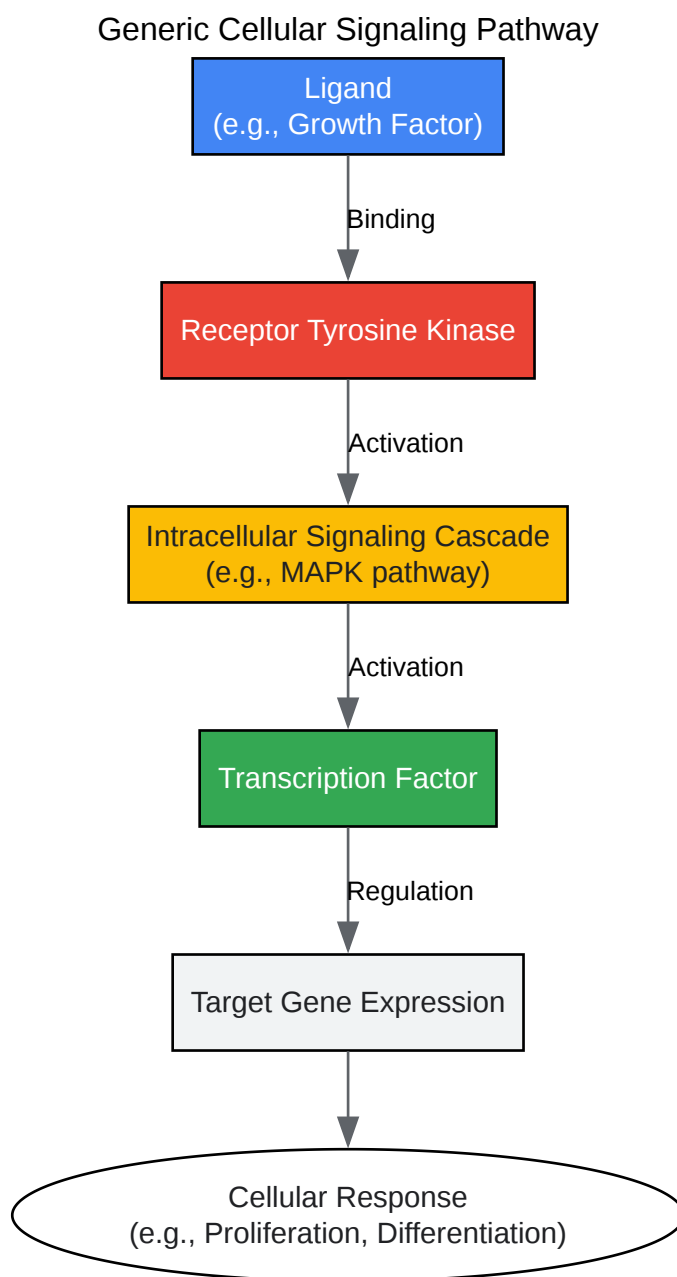 Generic Cellular Signaling Pathway
Ligand
(e.g., Growth Factor)
Binding
Receptor Tyrosine Kinase
Activation
Intracellular Signaling Cascade
(e.g., MAPK pathway)
Activation
Transcription Factor
Regulation
Target Gene Expression
Cellular Response
(e.g., Proliferation, Differentiation)